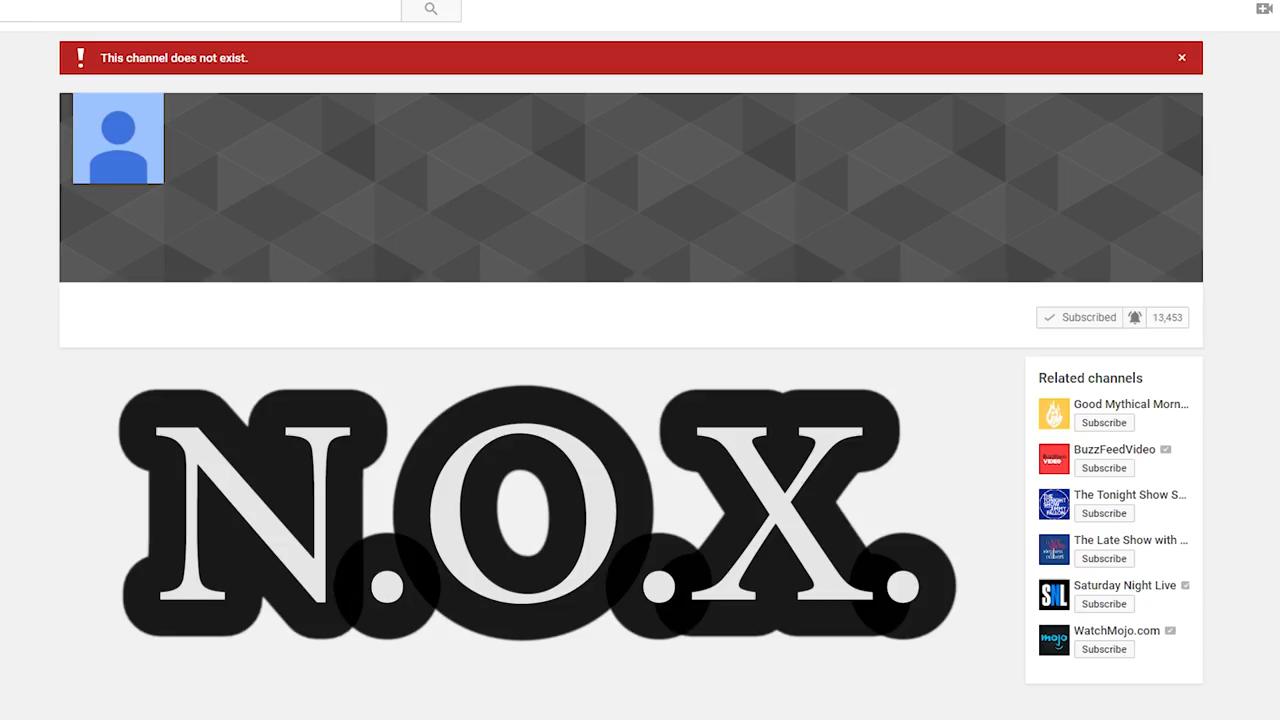 This channel does not exist.
Subscribed 13,453
N.O.X.
Related channels
Good Mythical Morn...
Subscribe
BuzzFeedVideo
Subscribe
The Tonight Show S...
Subscribe
The Late Show with ...
Subscribe
Saturday Night Live
Subscribe
WatchMojo.com
Subscribe